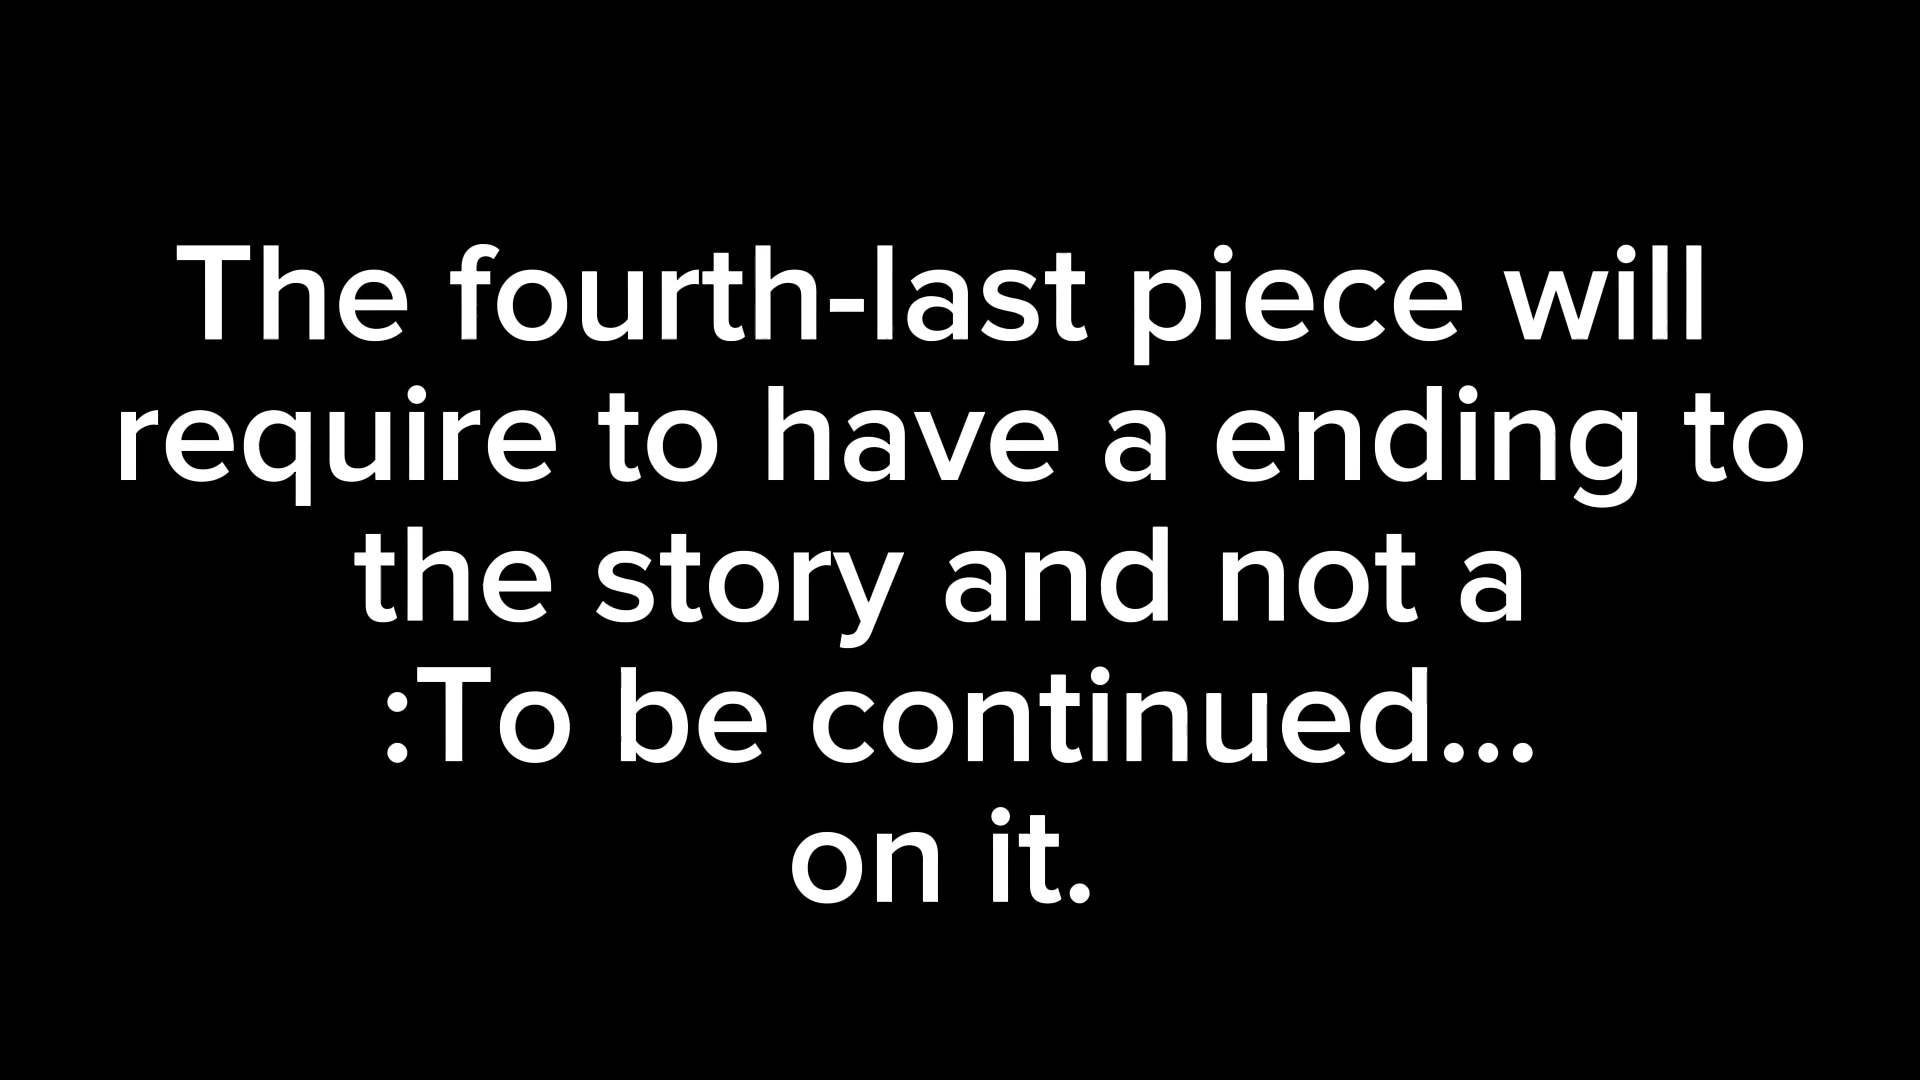 The fourth-last piece will
require to have a ending to
the story and not a
:To be continued...
on it.